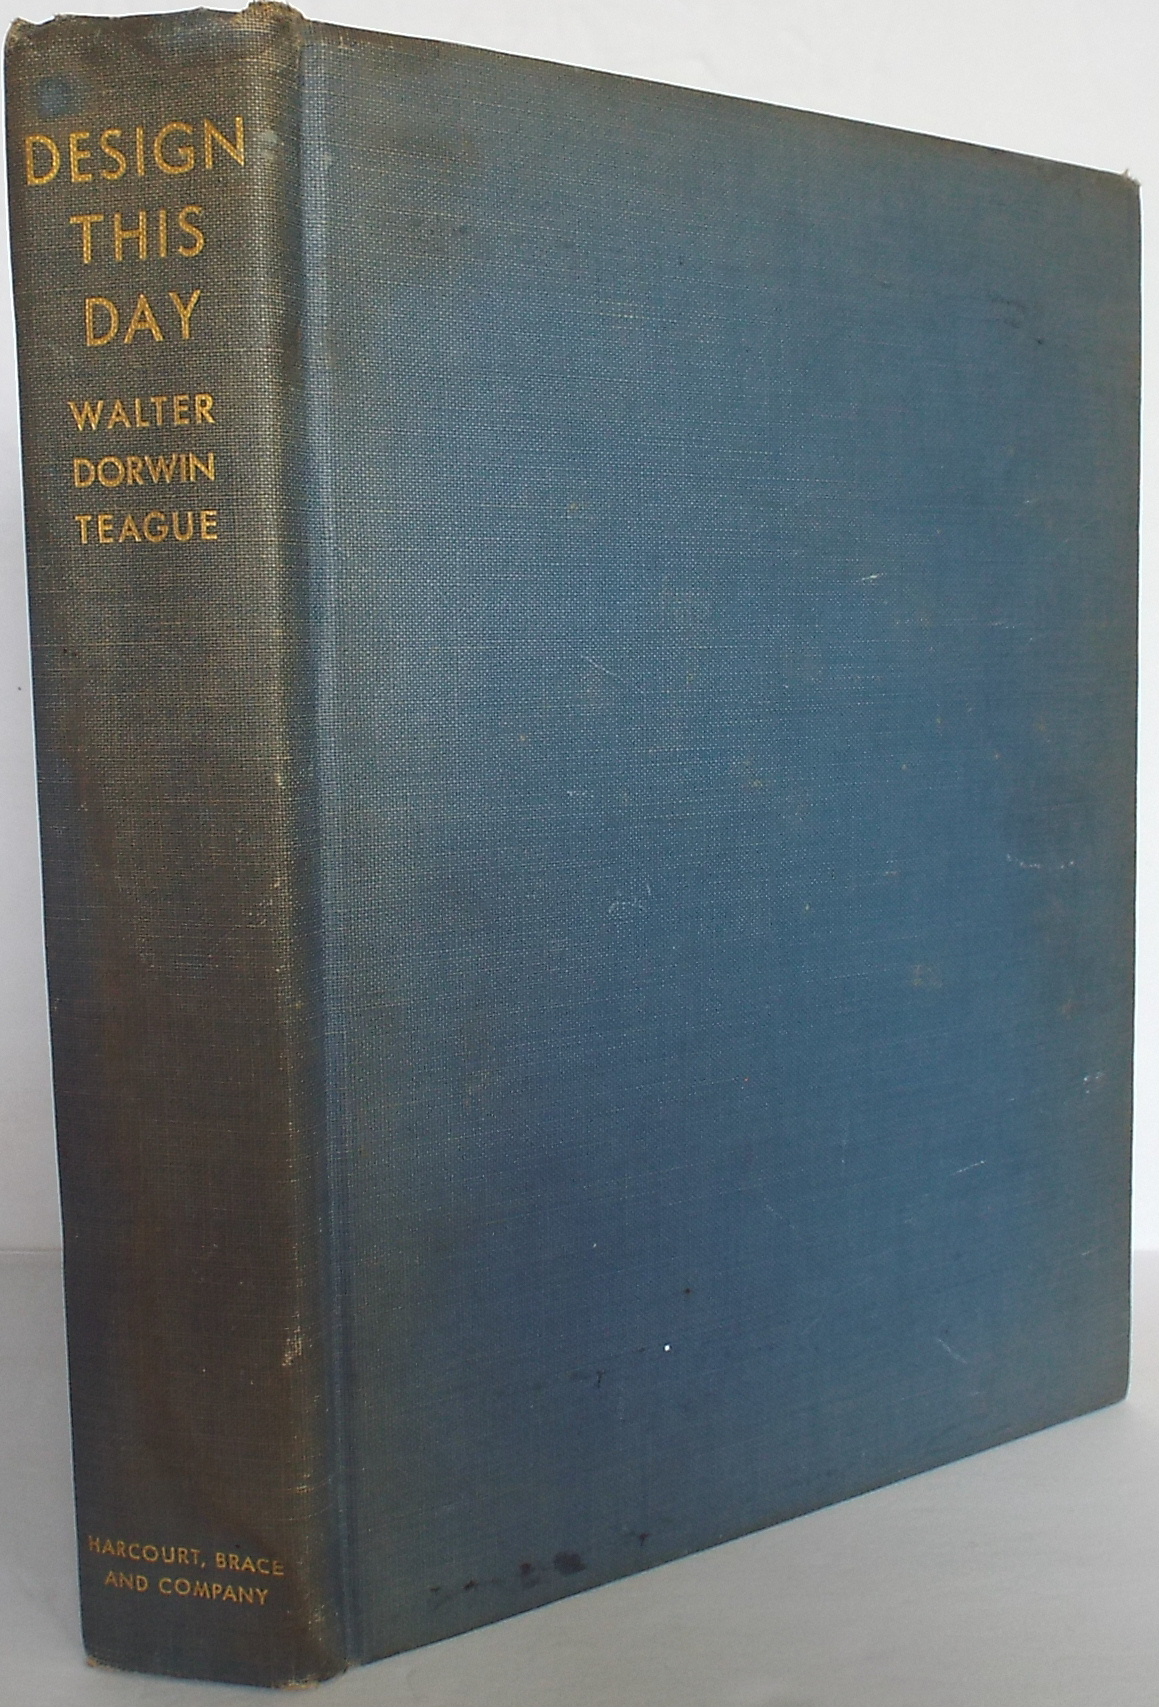 DESIGN
THIS
DAY
WALTER
DORWIN
TEAGUE
HARCOURT, BRACE
AND COMPANY